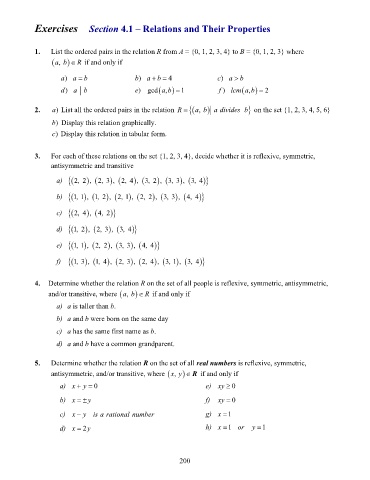 Exercises Section 4.1 – Relations and Their Properties
1. List the ordered pairs in the relation R from A = {0, 1, 2, 3, 4} to B = {0, 1, 2, 3} where
(a, b) ∈ R if and only if
a) a = b b) a + b = 4 c) a > b
d) a | b e) gcd(a, b) = 1 f) lcm(a, b) = 2
2. a) List all the ordered pairs in the relation R = {(a, b) | a divides b} on the set {1, 2, 3, 4, 5, 6}
b) Display this relation graphically.
c) Display this relation in tabular form.
3. For each of these relations on the set {1, 2, 3, 4}, decide whether it is reflexive, symmetric,
antisymmetric and transitive
a) {(2, 2), (2, 3), (2, 4), (3, 2), (3, 3), (3, 4)}
b) {(1, 1), (1, 2), (2, 1), (2, 2), (3, 3), (4, 4)}
c) {(2, 4), (4, 2)}
d) {(1, 2), (2, 3), (3, 4)}
e) {(1, 1), (2, 2), (3, 3), (4, 4)}
f) {(1, 3), (1, 4), (2, 3), (2, 4), (3, 1), (3, 4)}
4. Determine whether the relation R on the set of all people is reflexive, symmetric, antisymmetric,
and/or transitive, where (a, b) ∈ R if and only if
a) a is taller than b.
b) a and b were born on the same day
c) a has the same first name as b.
d) a and b have a common grandparent.
5. Determine whether the relation R on the set of all real numbers is reflexive, symmetric,
antisymmetric, and/or transitive, where (x, y) ∈ R if and only if
a) x + y = 0 e) xy ≥ 0
b) x = ±y f) xy = 0
c) x − y is a rational number g) x = 1
d) x = 2y h) x = 1 or y = 1
200